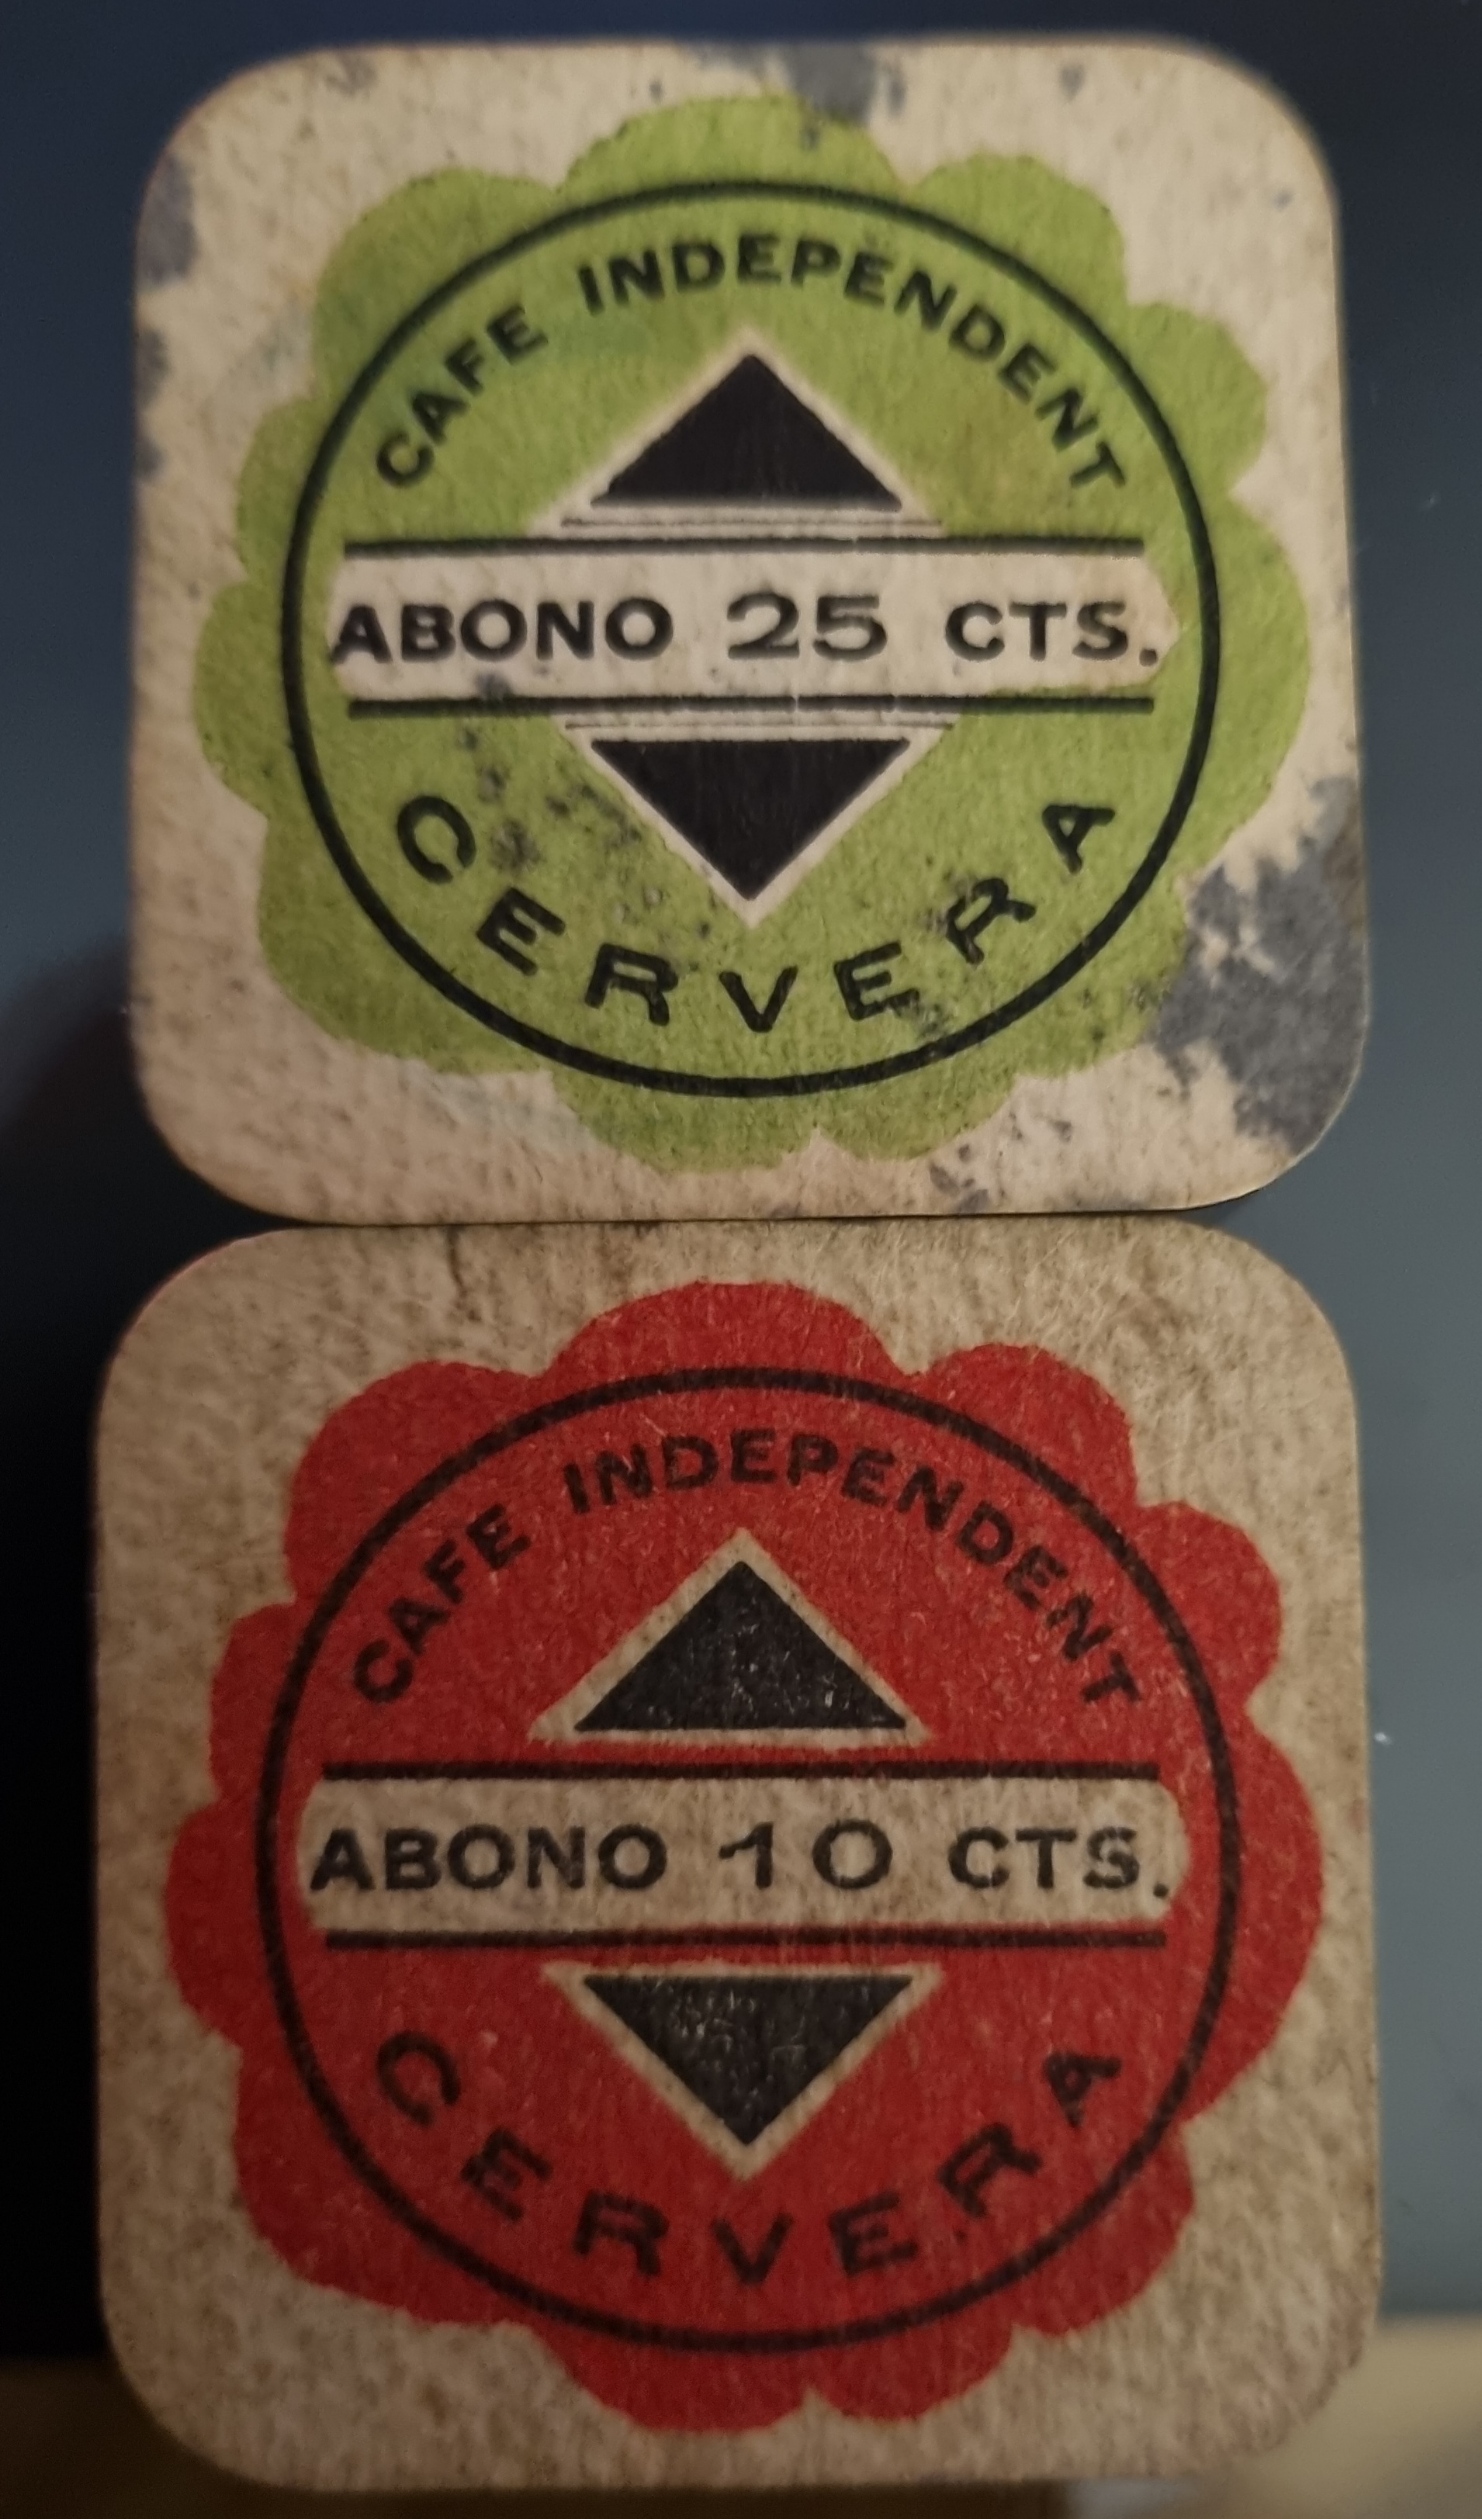 CAFE INDEPENDENT
ABONO 25 CTS.
CERVERA
CAFE INDEPENDENT
ABONO 10 CTS.
CERVERA